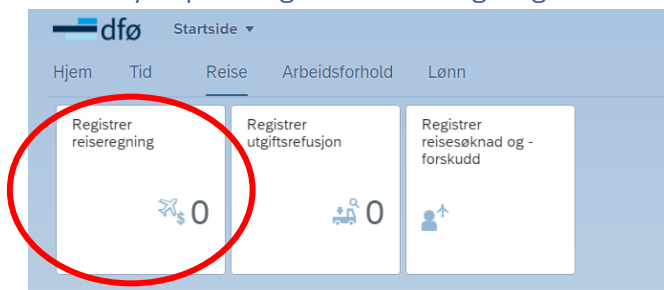 dfø Startside
Hjem Tid Reise Arbeidsforhold Lønn
Registrer
reiseregning
0
Registrer
utgiftsrefusjon
0
Registrer
reisesøknad og -
forskudd